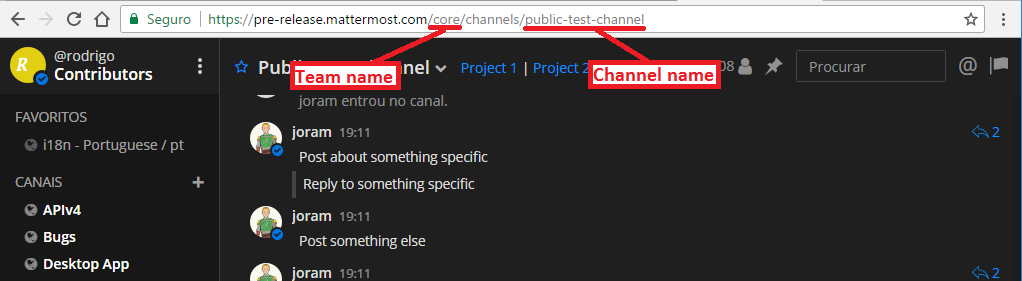 Seguro https://pre-release.mattermost.com/core/channels/public-test-channel
@rodrigo
Contributors
Team name
Channel name
Project 1 | Project 2
08
Procurar
@
FAVORITOS
i18n - Portuguese / pt
CANAIS +
APIv4
Bugs
Desktop App
joram entrou no canal.
joram 19:11 2
Post about something specific
Reply to something specific
joram 19:11
Post something else
joram 19:11 2